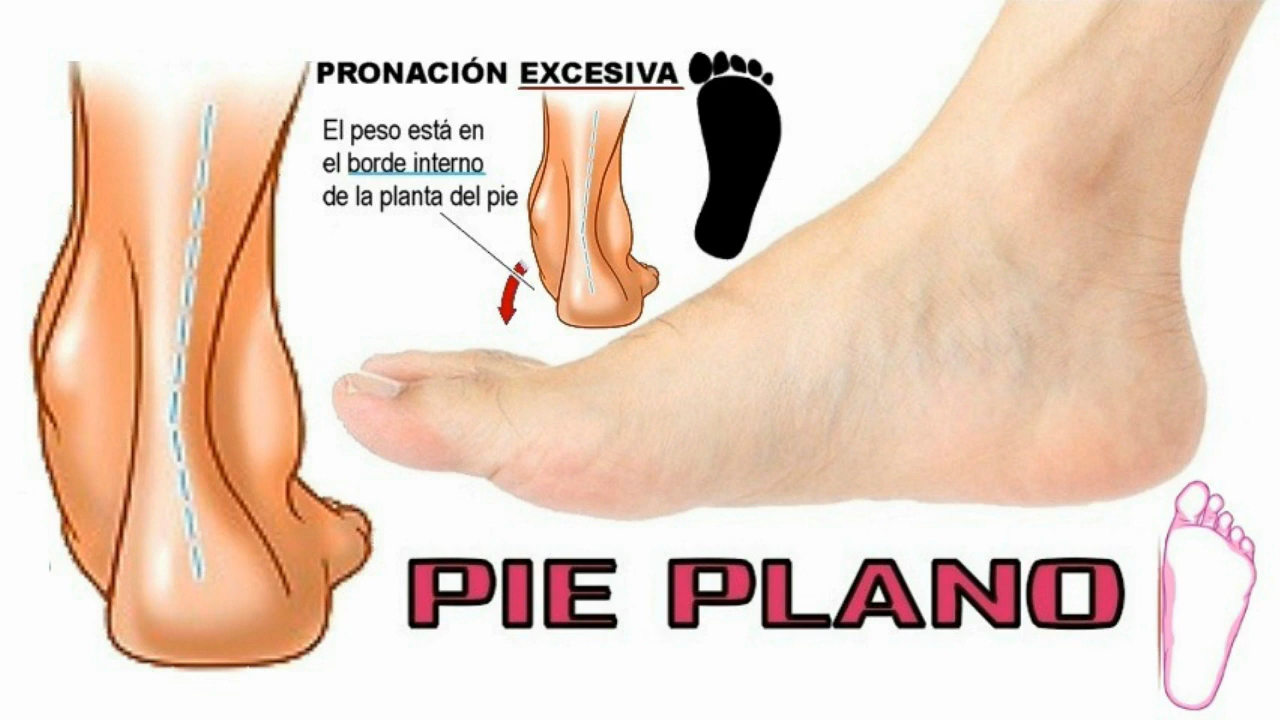 PRONACIÓN EXCESIVA
El peso está en
el borde interno
de la planta del pie
PIE PLANO